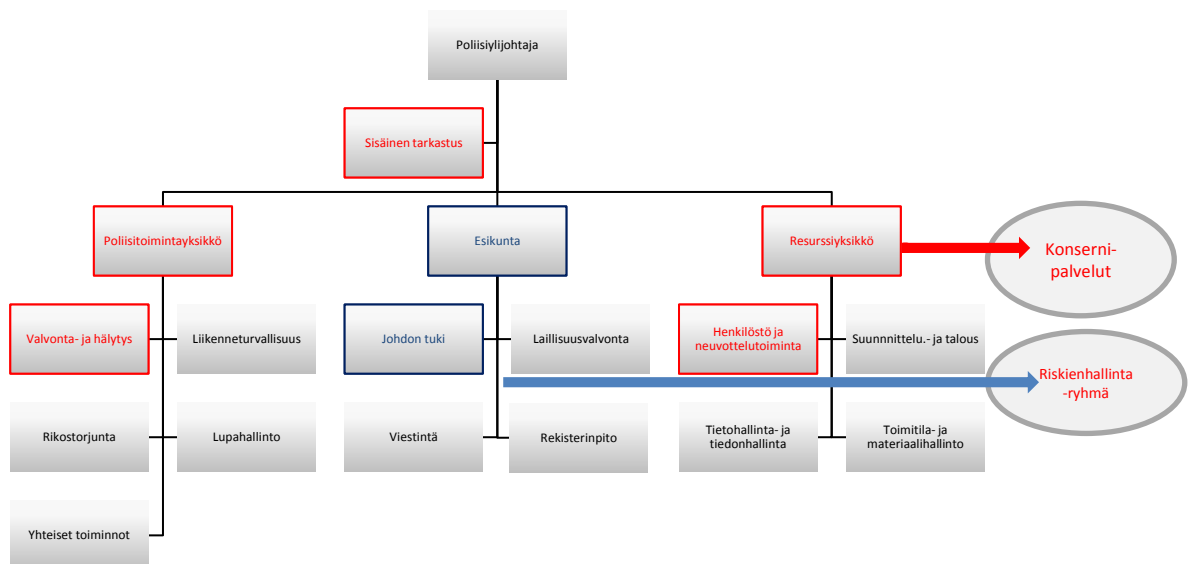 Poliisiylijohtaja
Sisäinen tarkastus
Poliisitoimintayksikkö
Esikunta
Resurssiyksikkö
Konserni-
palvelut
Valvonta- ja hälytys
Liikenneturvallisuus
Johdon tuki
Laillisuusvalvonta
Henkilöstö ja
neuvottelutoiminta
Suunnnittelu.- ja talous
Riskienhallinta
-ryhmä
Rikostorjunta
Lupahallinto
Viestintä
Rekisterinpito
Tietohallinta- ja
tiedonhallinta
Toimitila- ja
materiaalihallinto
Yhteiset toiminnot